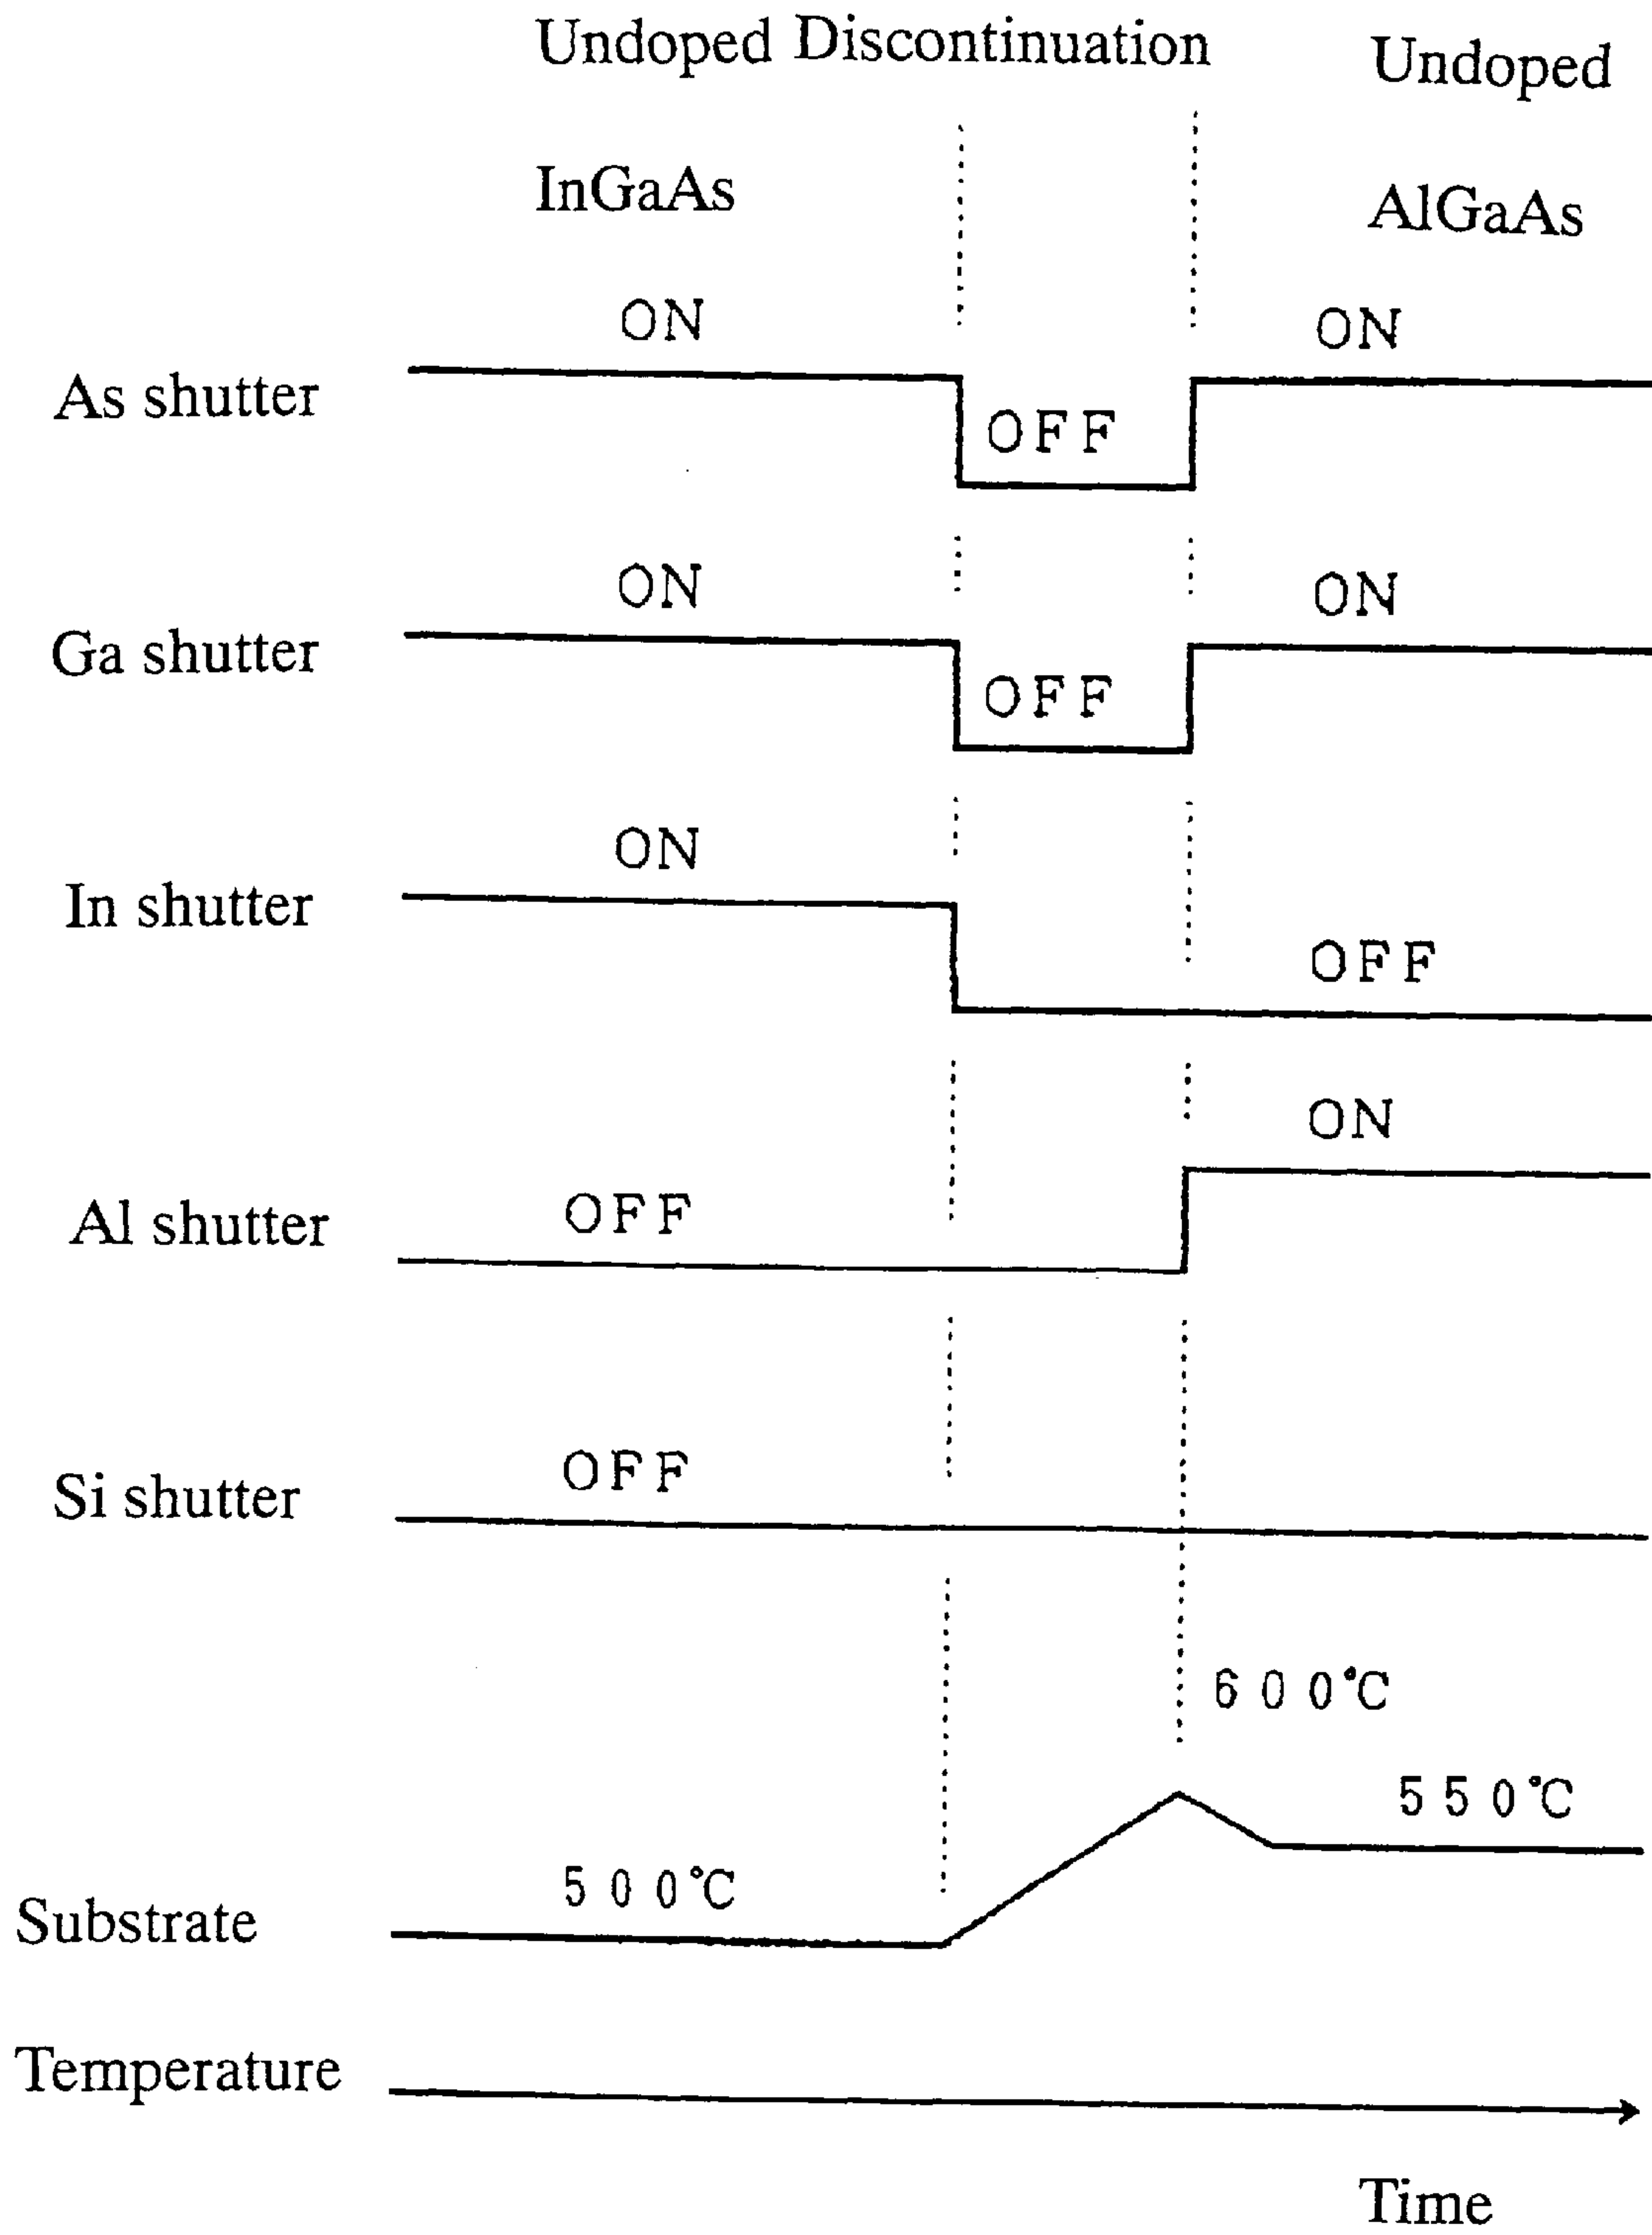 Undoped Discontinuation Undoped
InGaAs AlGaAs
ON ON
As shutter
OFF
ON ON
Ga shutter
OFF
ON
In shutter
OFF
ON
OFF
Al shutter
OFF
Si shutter
600℃
550℃
500℃
Substrate
Temperature
Time